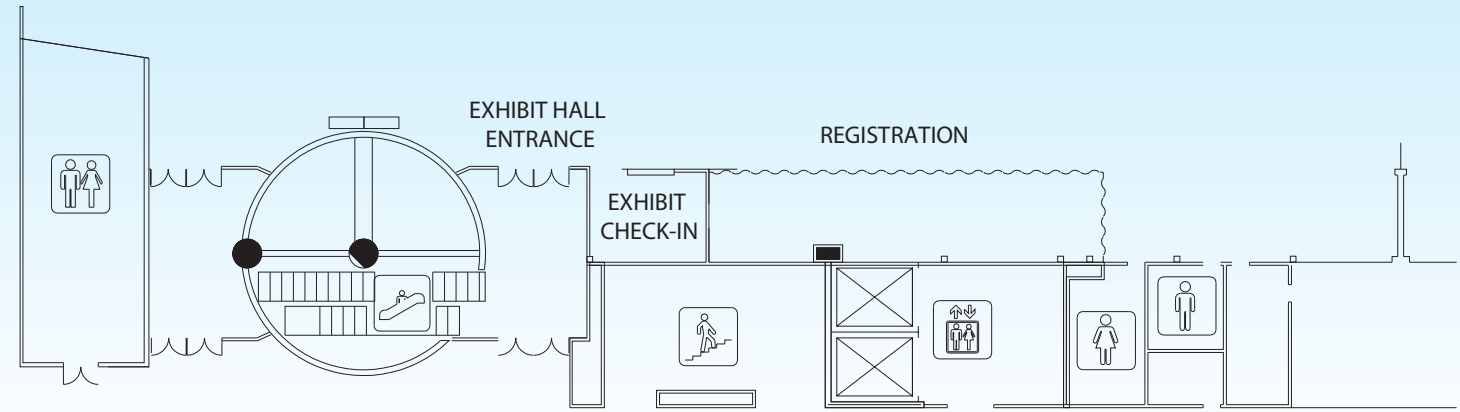 EXHIBIT HALL
ENTRANCE
REGISTRATION
EXHIBIT
CHECK-IN